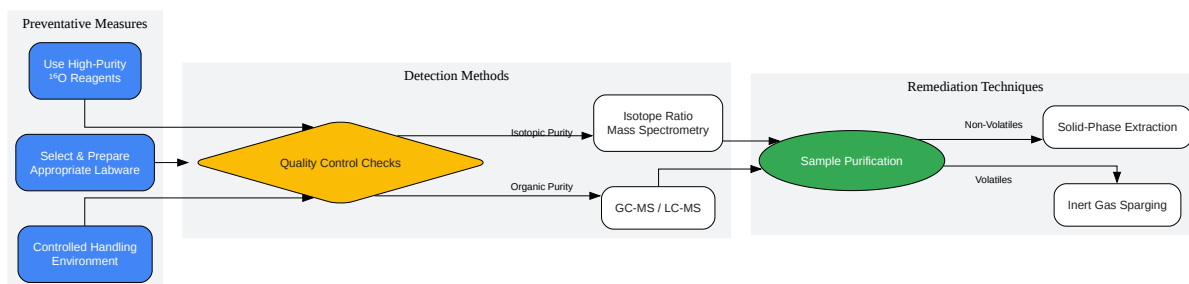 Preventative Measures
Use High-Purity
¹⁶O Reagents
Select & Prepare
Appropriate Labware
Controlled Handling
Environment
Detection Methods
Quality Control Checks
Isotopic Purity
Organic Purity
Isotope Ratio
Mass Spectrometry
GC-MS / LC-MS
Remediation Techniques
Sample Purification
Non-Volatiles
Volatiles
Solid-Phase Extraction
Inert Gas Sparging